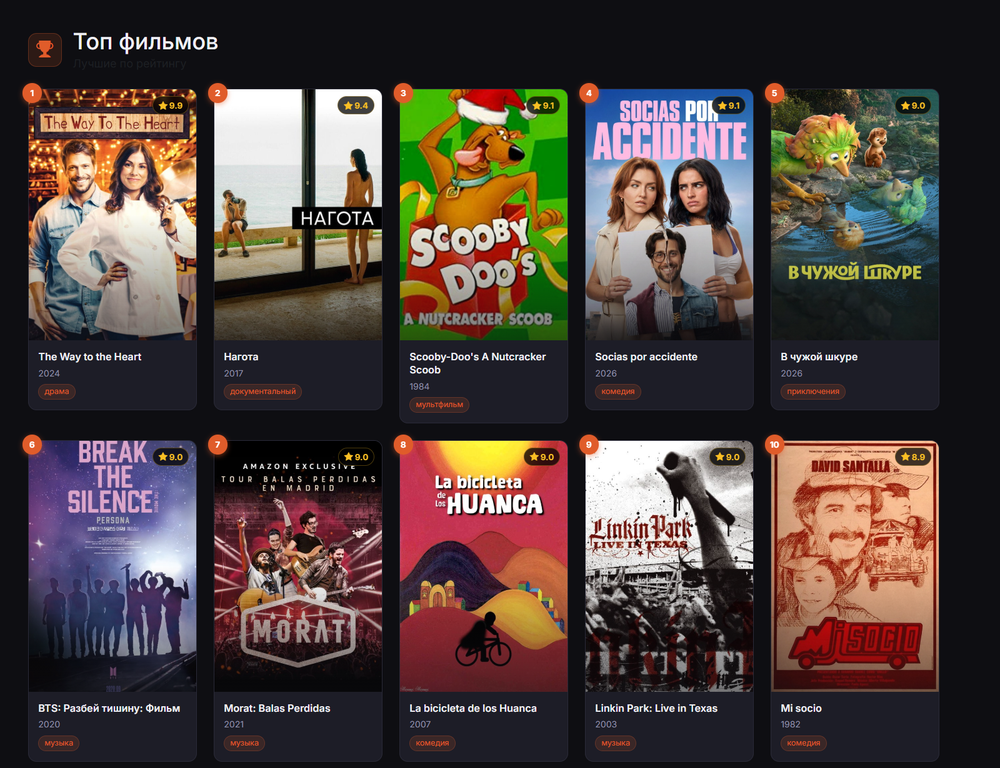 Топ фильмов
Лучшие по рейтингу
1
9.9
The Way To The Heart
The Way to the Heart
2024
драма
2
9.4
НАГОТА
Нагота
2017
документальный
3
9.1
SCOOBY
DOO'S
A NUTCRACKER SCOOB
Scooby-Doo's A Nutcracker
Scoob
1984
мультфильм
4
9.1
SOCIAS POR
ACCIDENTE
Socias por accidente
2026
комедия
5
9.0
В ЧУЖОЙ ШКУРЕ
В чужой шкуре
2026
приключения
6
9.0
BREAK
THE
SILENCE
THE MOVIE
PERSONA
BTS: Разбей тишину: Фильм
2020
музыка
7
9.0
AMAZON EXCLUSIVE
TOUR BALAS PERDIDAS
EN MADRID
MORAT
Morat: Balas Perdidas
2021
музыка
8
9.0
La bicicleta
de
los HUANCA
La bicicleta de los Huanca
2007
комедия
9
9.0
Linkin Park
LIVE IN TEXAS
Linkin Park: Live in Texas
2003
музыка
10
8.9
DAVID SANTALLA en
MI SOCIO
Mi socio
Mi socio
1982
комедия